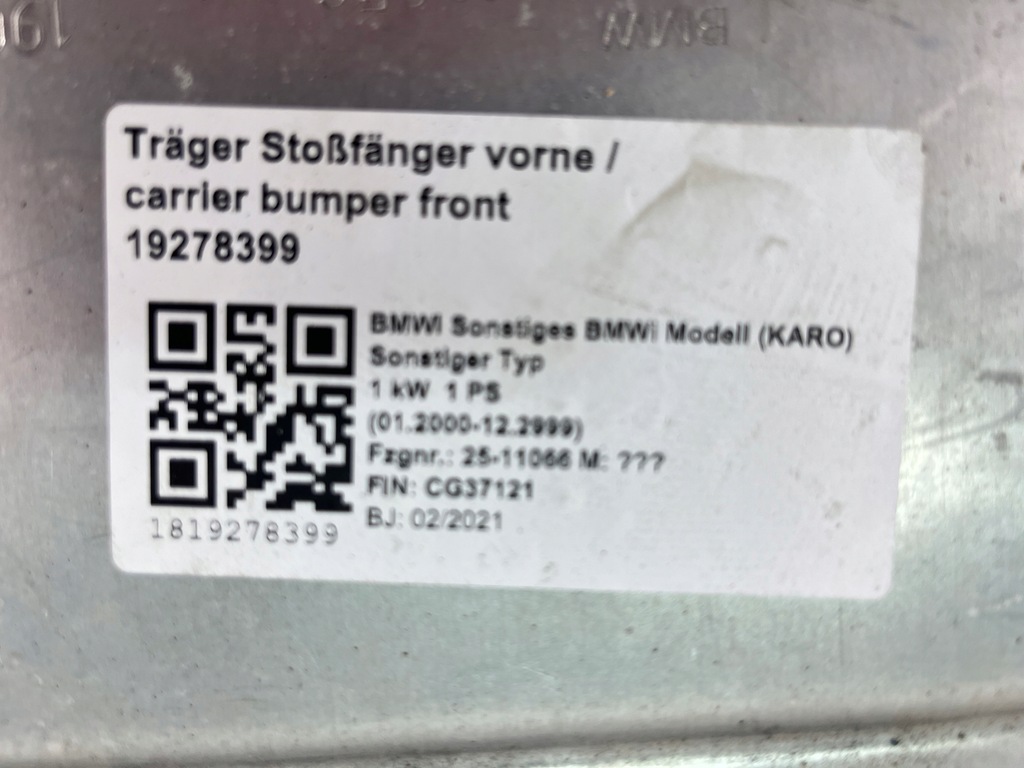 BMW
Träger Stoßfänger vorne /
carrier bumper front
19278399
BMWI Sonstiges BMWi Modell (KARO)
Sonstiger Typ
1 kW 1 PS
(01.2000-12.2999)
Fzgnr.: 25-11066 M: ???
FIN: CG37121
BJ: 02/2021
1819278399